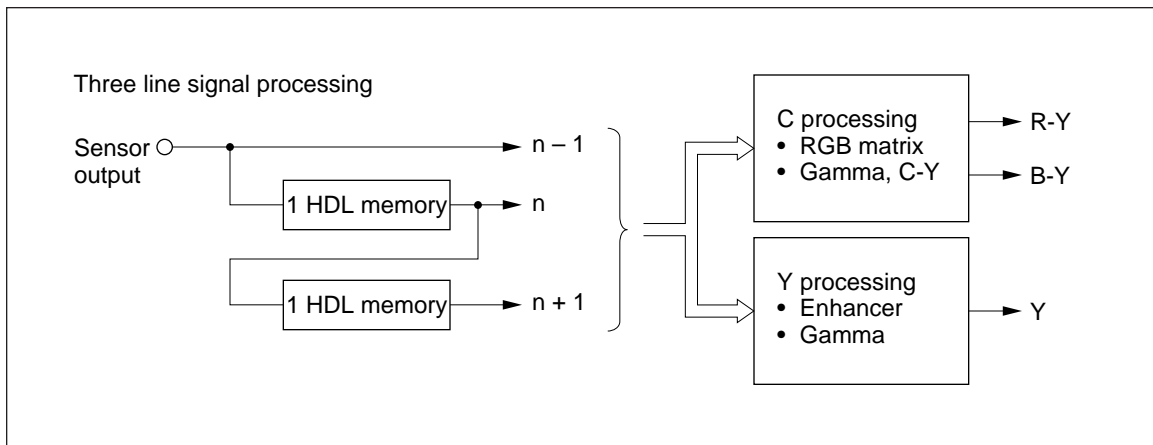 Three line signal processing
Sensor
output
n – 1
1 HDL memory
n
1 HDL memory
n + 1
C processing
• RGB matrix
• Gamma, C-Y
R-Y
B-Y
Y processing
• Enhancer
• Gamma
Y